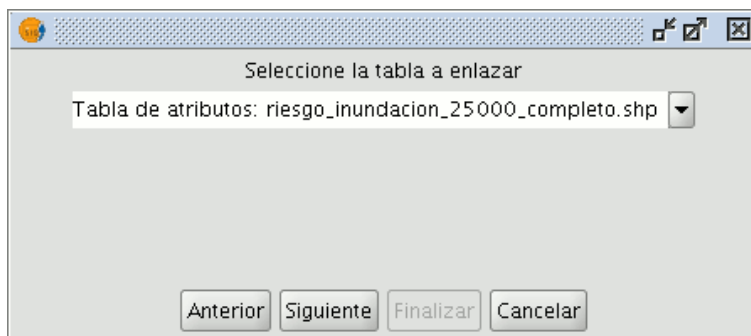 Seleccione la tabla a enlazar
Tabla de atributos: riesgo_inundacion_25000_completo.shp
Anterior Siguiente Finalizar Cancelar